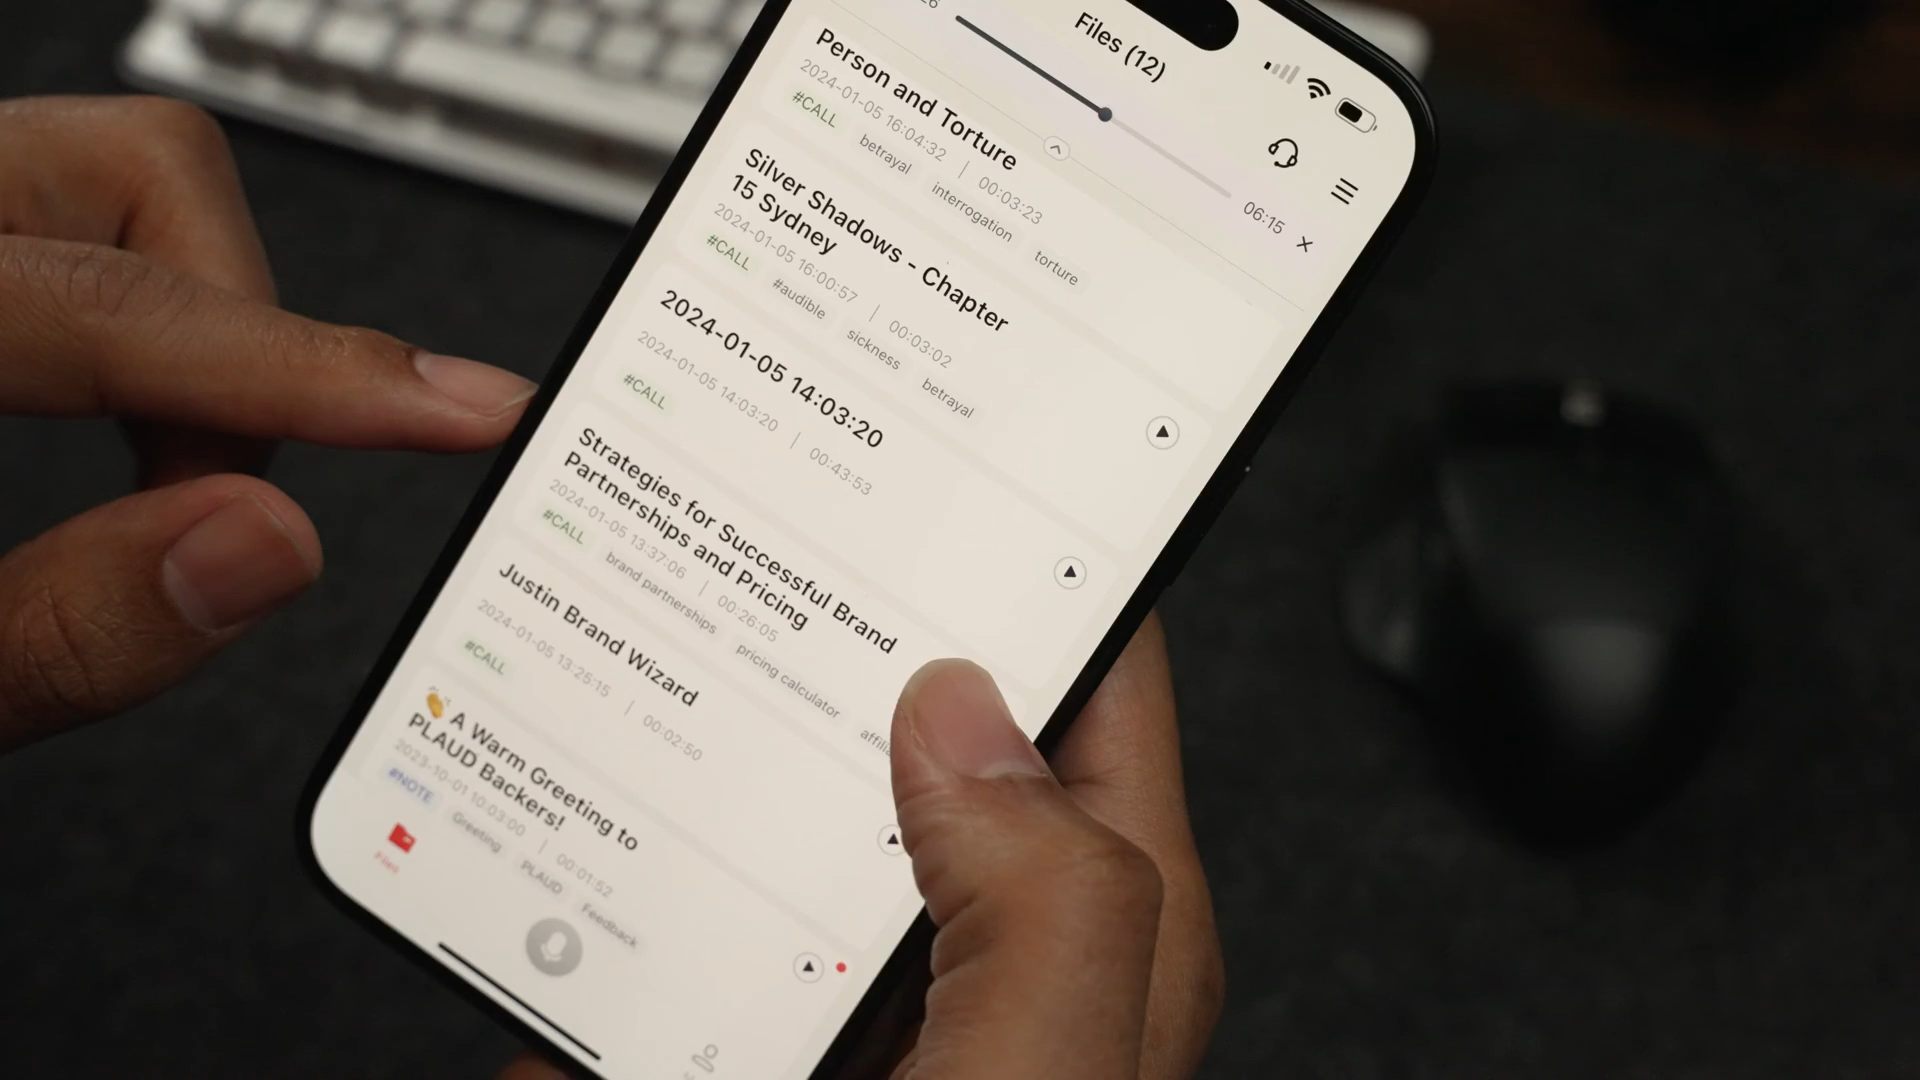 Files (12)
06:15
Person and Torture
2024-01-05 16:04:32 | 00:03:23
#CALL betrayal interrogation torture
Silver Shadows - Chapter
15 Sydney
2024-01-05 16:00:57 | 00:03:02
#CALL #audible sickness betrayal
2024-01-05 14:03:20
2024-01-05 14:03:20 | 00:43:53
#CALL
Strategies for Successful Brand
Partnerships and Pricing
2024-01-05 13:37:06 | 00:26:05
#CALL brand partnerships pricing calculator
Justin Brand Wizard
2024-01-05 13:25:15 | 00:02:50
#CALL
👏 A Warm Greeting to
PLAUD Backers!
2023-10-01 10:03:00 | 00:01:52
#NOTE Greeting PLAUD Feedback
Files